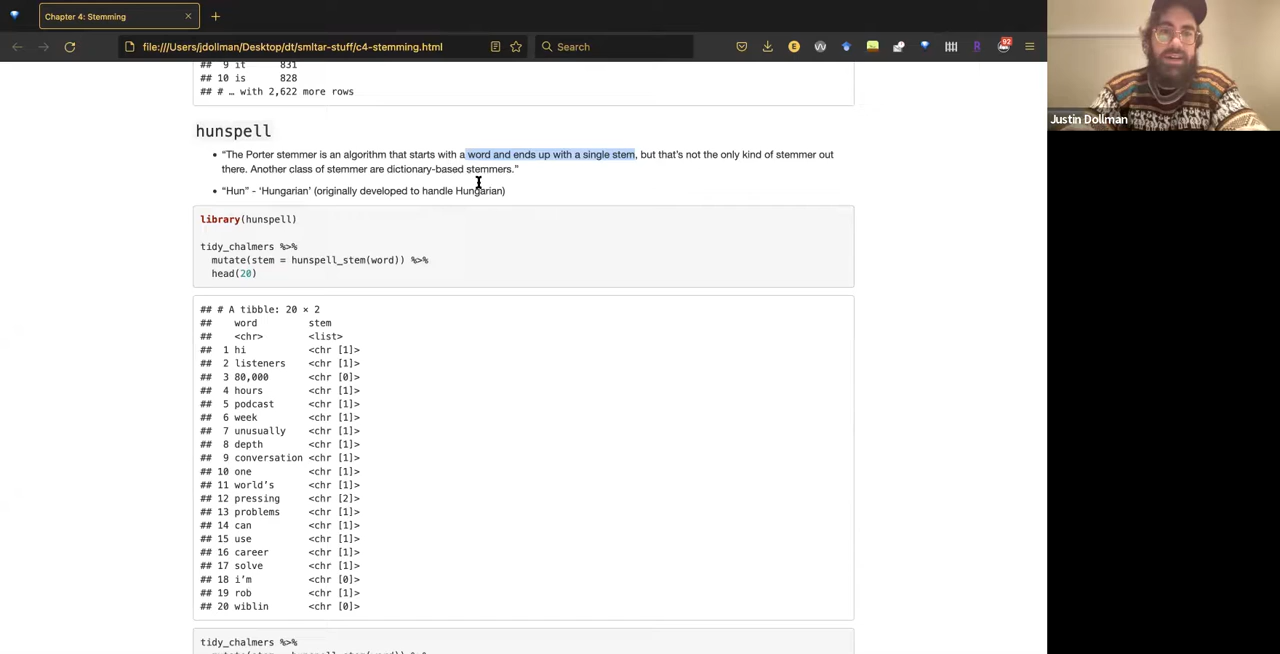 Chapter 4: Stemming
file:///Users/jdollman/Desktop/dt/smltar-stuff/c4-stemming.html
Search
E
W
R
92
Justin Dollman
## 9 it 831
## 10 is 828
## # … with 2,622 more rows
hunspell
• “The Porter stemmer is an algorithm that starts with a word and ends up with a single stem, but that’s not the only kind of stemmer out
there. Another class of stemmer are dictionary-based stemmers.”
• “Hun” - ‘Hungarian’ (originally developed to handle Hungarian)
library(hunspell)
tidy_chalmers %>%
mutate(stem = hunspell_stem(word)) %>%
head(20)
## # A tibble: 20 × 2
## word stem
## <chr> <list>
## 1 hi <chr [1]>
## 2 listeners <chr [1]>
## 3 80,000 <chr [0]>
## 4 hours <chr [1]>
## 5 podcast <chr [1]>
## 6 week <chr [1]>
## 7 unusually <chr [1]>
## 8 depth <chr [1]>
## 9 conversation <chr [1]>
## 10 one <chr [1]>
## 11 world’s <chr [1]>
## 12 pressing <chr [2]>
## 13 problems <chr [1]>
## 14 can <chr [1]>
## 15 use <chr [1]>
## 16 career <chr [1]>
## 17 solve <chr [1]>
## 18 i’m <chr [0]>
## 19 rob <chr [1]>
## 20 wiblin <chr [0]>
tidy_chalmers %>%